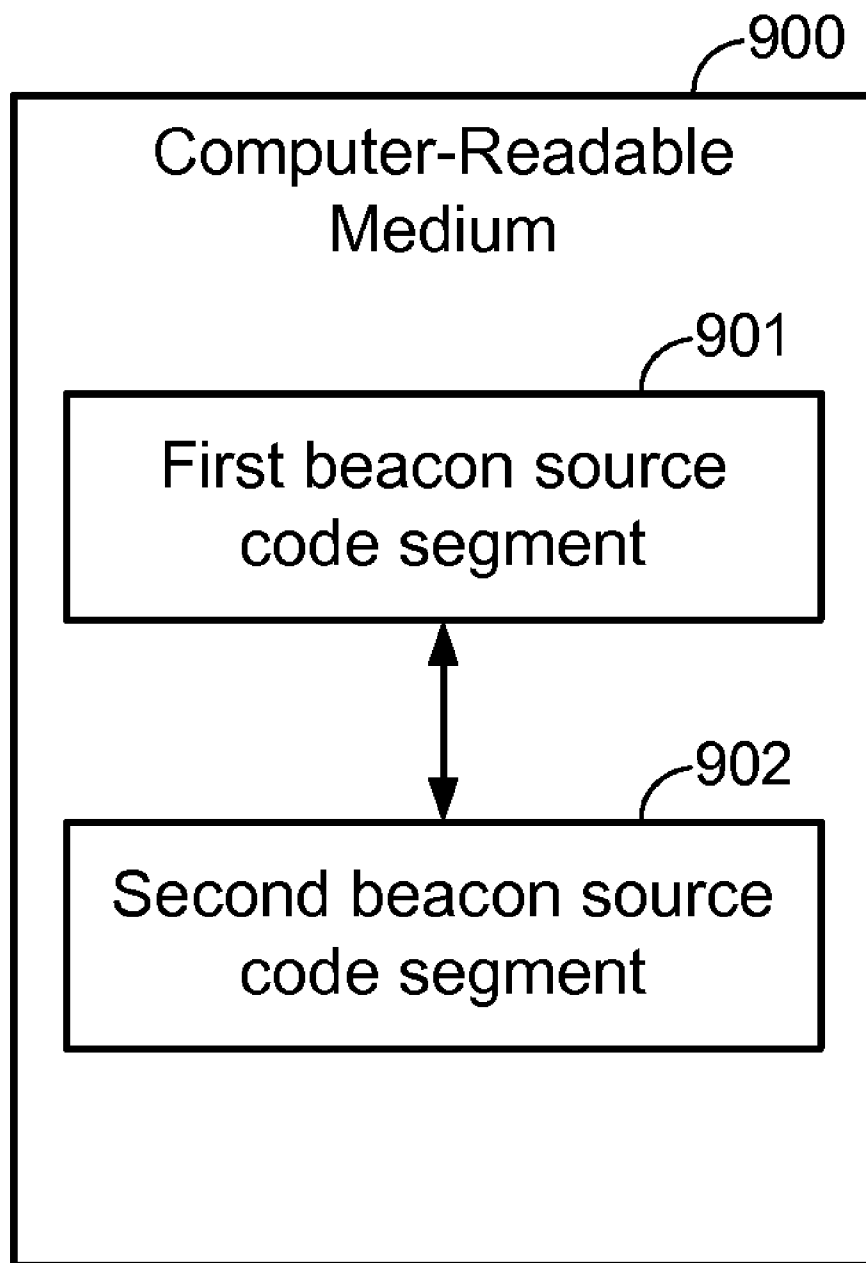 900
Computer-Readable
Medium
901
First beacon source
code segment
902
Second beacon source
code segment